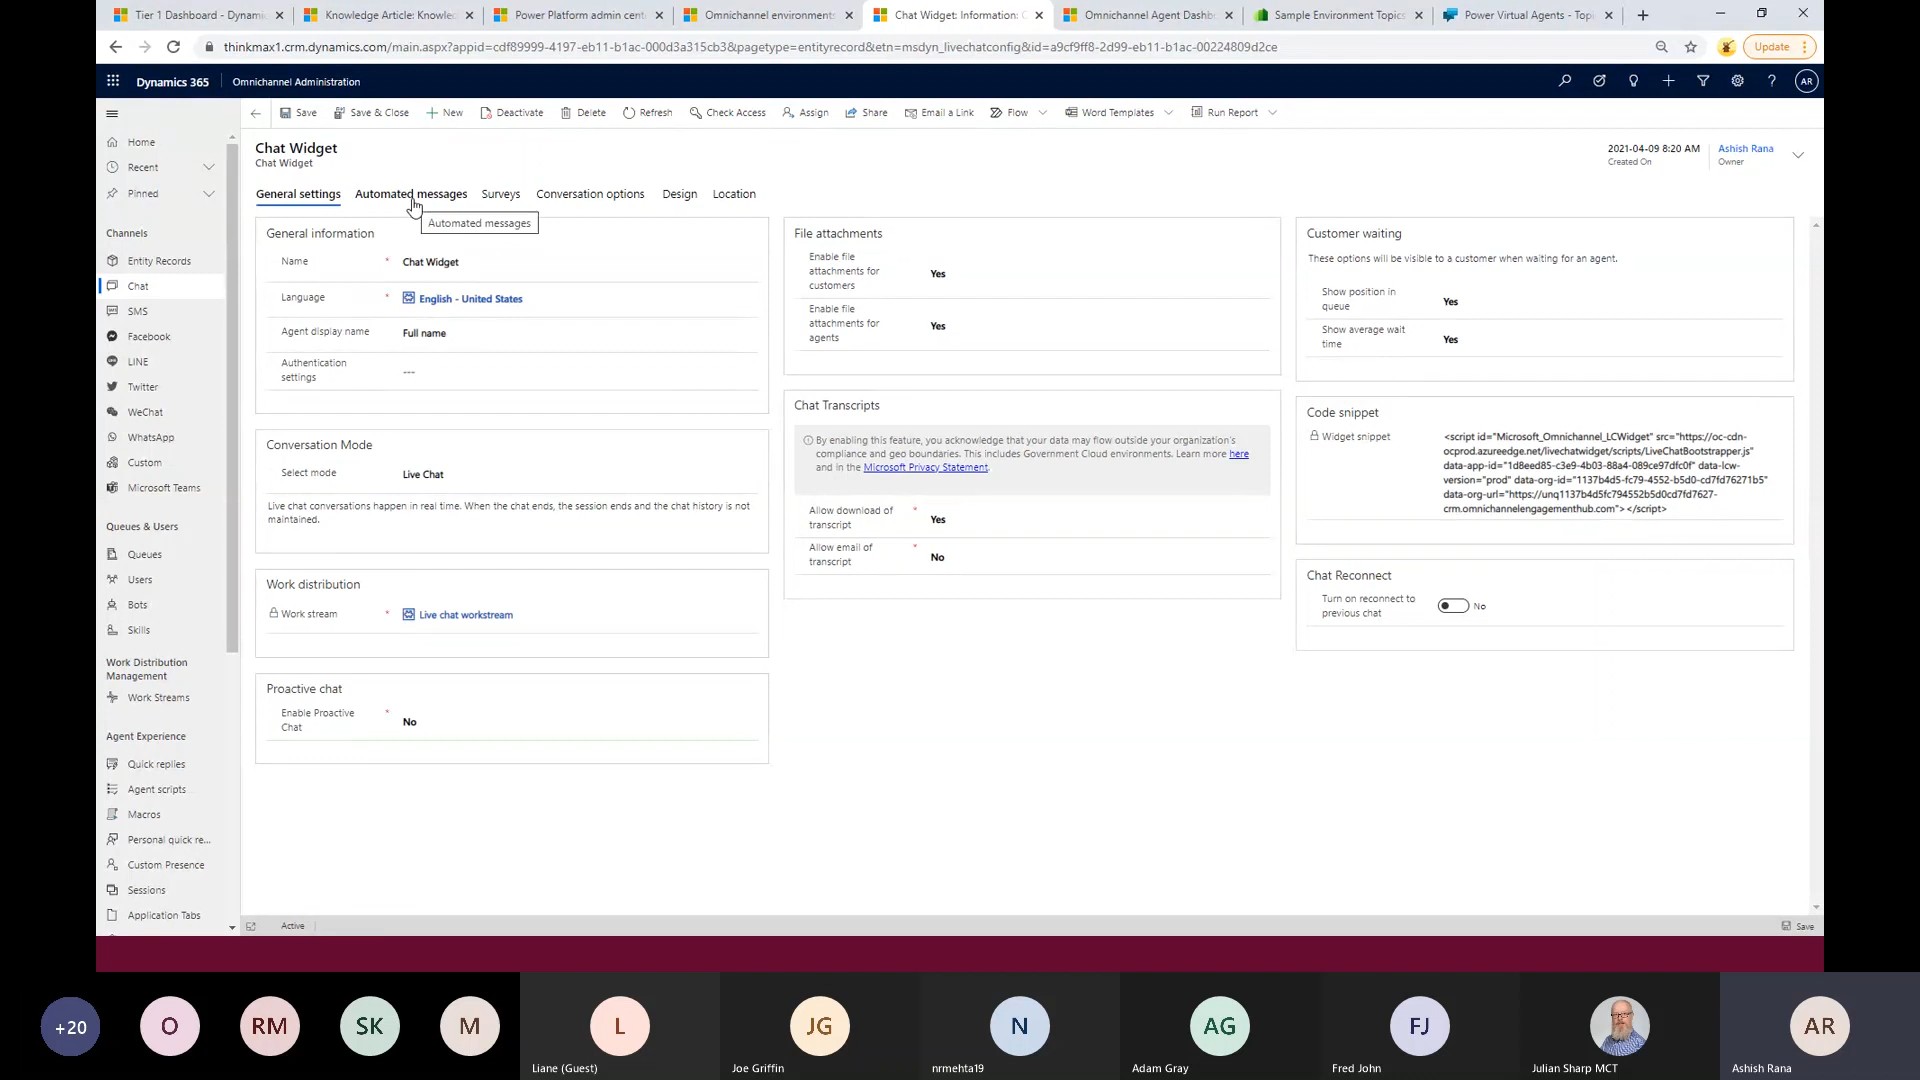 Tier 1 Dashboard - Dynami
Knowledge Article: Knowle
Power Platform admin cent
Omnichannel environments
Chat Widget: Information: C
Omnichannel Agent Dashb
Sample Environment Topics
Power Virtual Agents - Top
thinkmax1.crm.dynamics.com/main.aspx?appid=cdf89999-4197-eb11-b1ac-000d3a315cb3&pagetype=entityrecord&etn=msdyn_livechatconfig&id=a9cf9ff8-2d99-eb11-b1ac-00224809d2ce
Update
Dynamics 365
Omnichannel Administration
AR
Save
Save & Close
New
Deactivate
Delete
Refresh
Check Access
Assign
Share
Email a Link
Flow
Word Templates
Run Report
Home
Recent
Pinned
Channels
Entity Records
Chat
SMS
Facebook
LINE
Twitter
WeChat
WhatsApp
Custom
Microsoft Teams
Queues & Users
Queues
Users
Bots
Skills
Work Distribution
Management
Work Streams
Agent Experience
Quick replies
Agent scripts
Macros
Personal quick re...
Custom Presence
Sessions
Application Tabs
Chat Widget
Chat Widget
2021-04-09 8:20 AM
Created On
Ashish Rana
Owner
General settings
Automated messages
Surveys
Conversation options
Design
Location
Automated messages
General information
Name * Chat Widget
Language * English - United States
Agent display name Full name
Authentication
settings
---
Conversation Mode
Select mode Live Chat
Live chat conversations happen in real time. When the chat ends, the session ends and the chat history is not
maintained.
Work distribution
Work stream * Live chat workstream
Proactive chat
Enable Proactive
Chat
* No
File attachments
Enable file
attachments for
customers
Yes
Enable file
attachments for
agents
Yes
Chat Transcripts
By enabling this feature, you acknowledge that your data may flow outside your organization's
compliance and geo boundaries. This includes Government Cloud environments. Learn more here
and in the Microsoft Privacy Statement.
Allow download of
transcript
* Yes
Allow email of
transcript
* No
Customer waiting
These options will be visible to a customer when waiting for an agent.
Show position in
queue
Yes
Show average wait
time
Yes
Code snippet
Widget snippet
<script id="Microsoft_Omnichannel_LCWidget" src="https://oc-cdn-
ocprod.azureedge.net/livechatwidget/scripts/LiveChatBootstrapper.js"
data-app-id="1d8eed85-c3e9-4b03-88a4-089ce97dfc0f" data-lcw-
version="prod" data-org-id="1137b4d5-fc79-4552-b5d0-cd7fd76271b5"
data-org-url="https://unq1137b4d5fc794552b5d0cd7fd7627-
crm.omnichannelengagementhub.com"></script>
Chat Reconnect
Turn on reconnect to
previous chat
No
Active
Save
+20
O
RM
SK
M
L
Liane (Guest)
JG
Joe Griffin
N
nrmehta19
AG
Adam Gray
FJ
Fred John
Julian Sharp MCT
AR
Ashish Rana